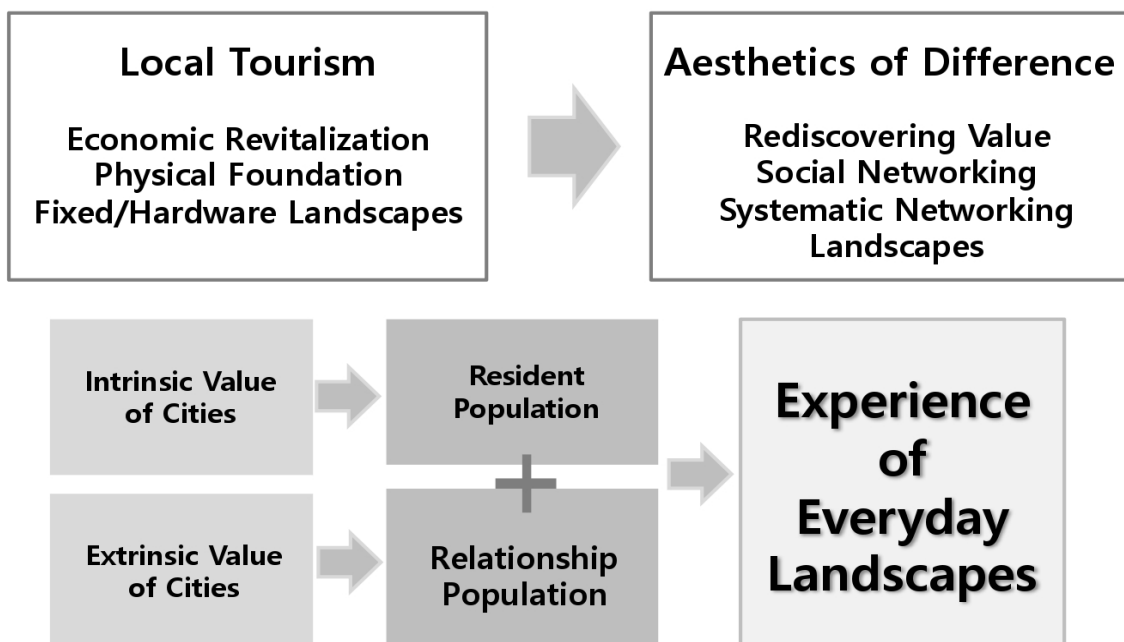 Local Tourism
Economic Revitalization
Physical Foundation
Fixed/Hardware Landscapes
Aesthetics of Difference
Rediscovering Value
Social Networking
Systematic Networking
Landscapes
Intrinsic Value
of Cities
Resident
Population
Extrinsic Value
of Cities
Relationship
Population
Experience
of
Everyday
Landscapes